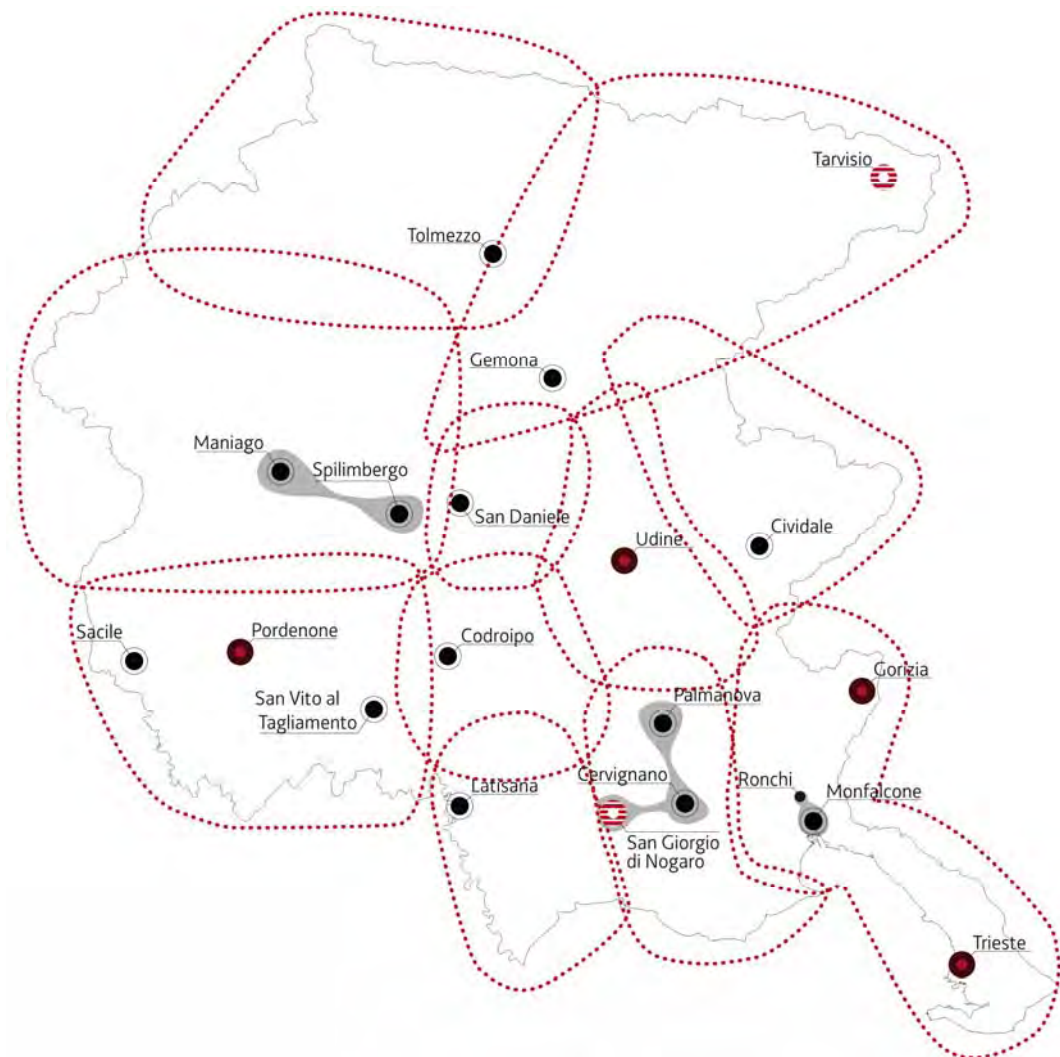 Tarvisio
Tolmezzo
Gemona
Maniago
Spilimbergo
San Daniele
Udine
Cividale
Sacile
Pordenone
Codroipo
Gorizia
San Vito al
Tagliamento
Palmanova
Cervignano
Ronchi
Latisana
Monfalcone
San Giorgio
di Nogaro
Trieste